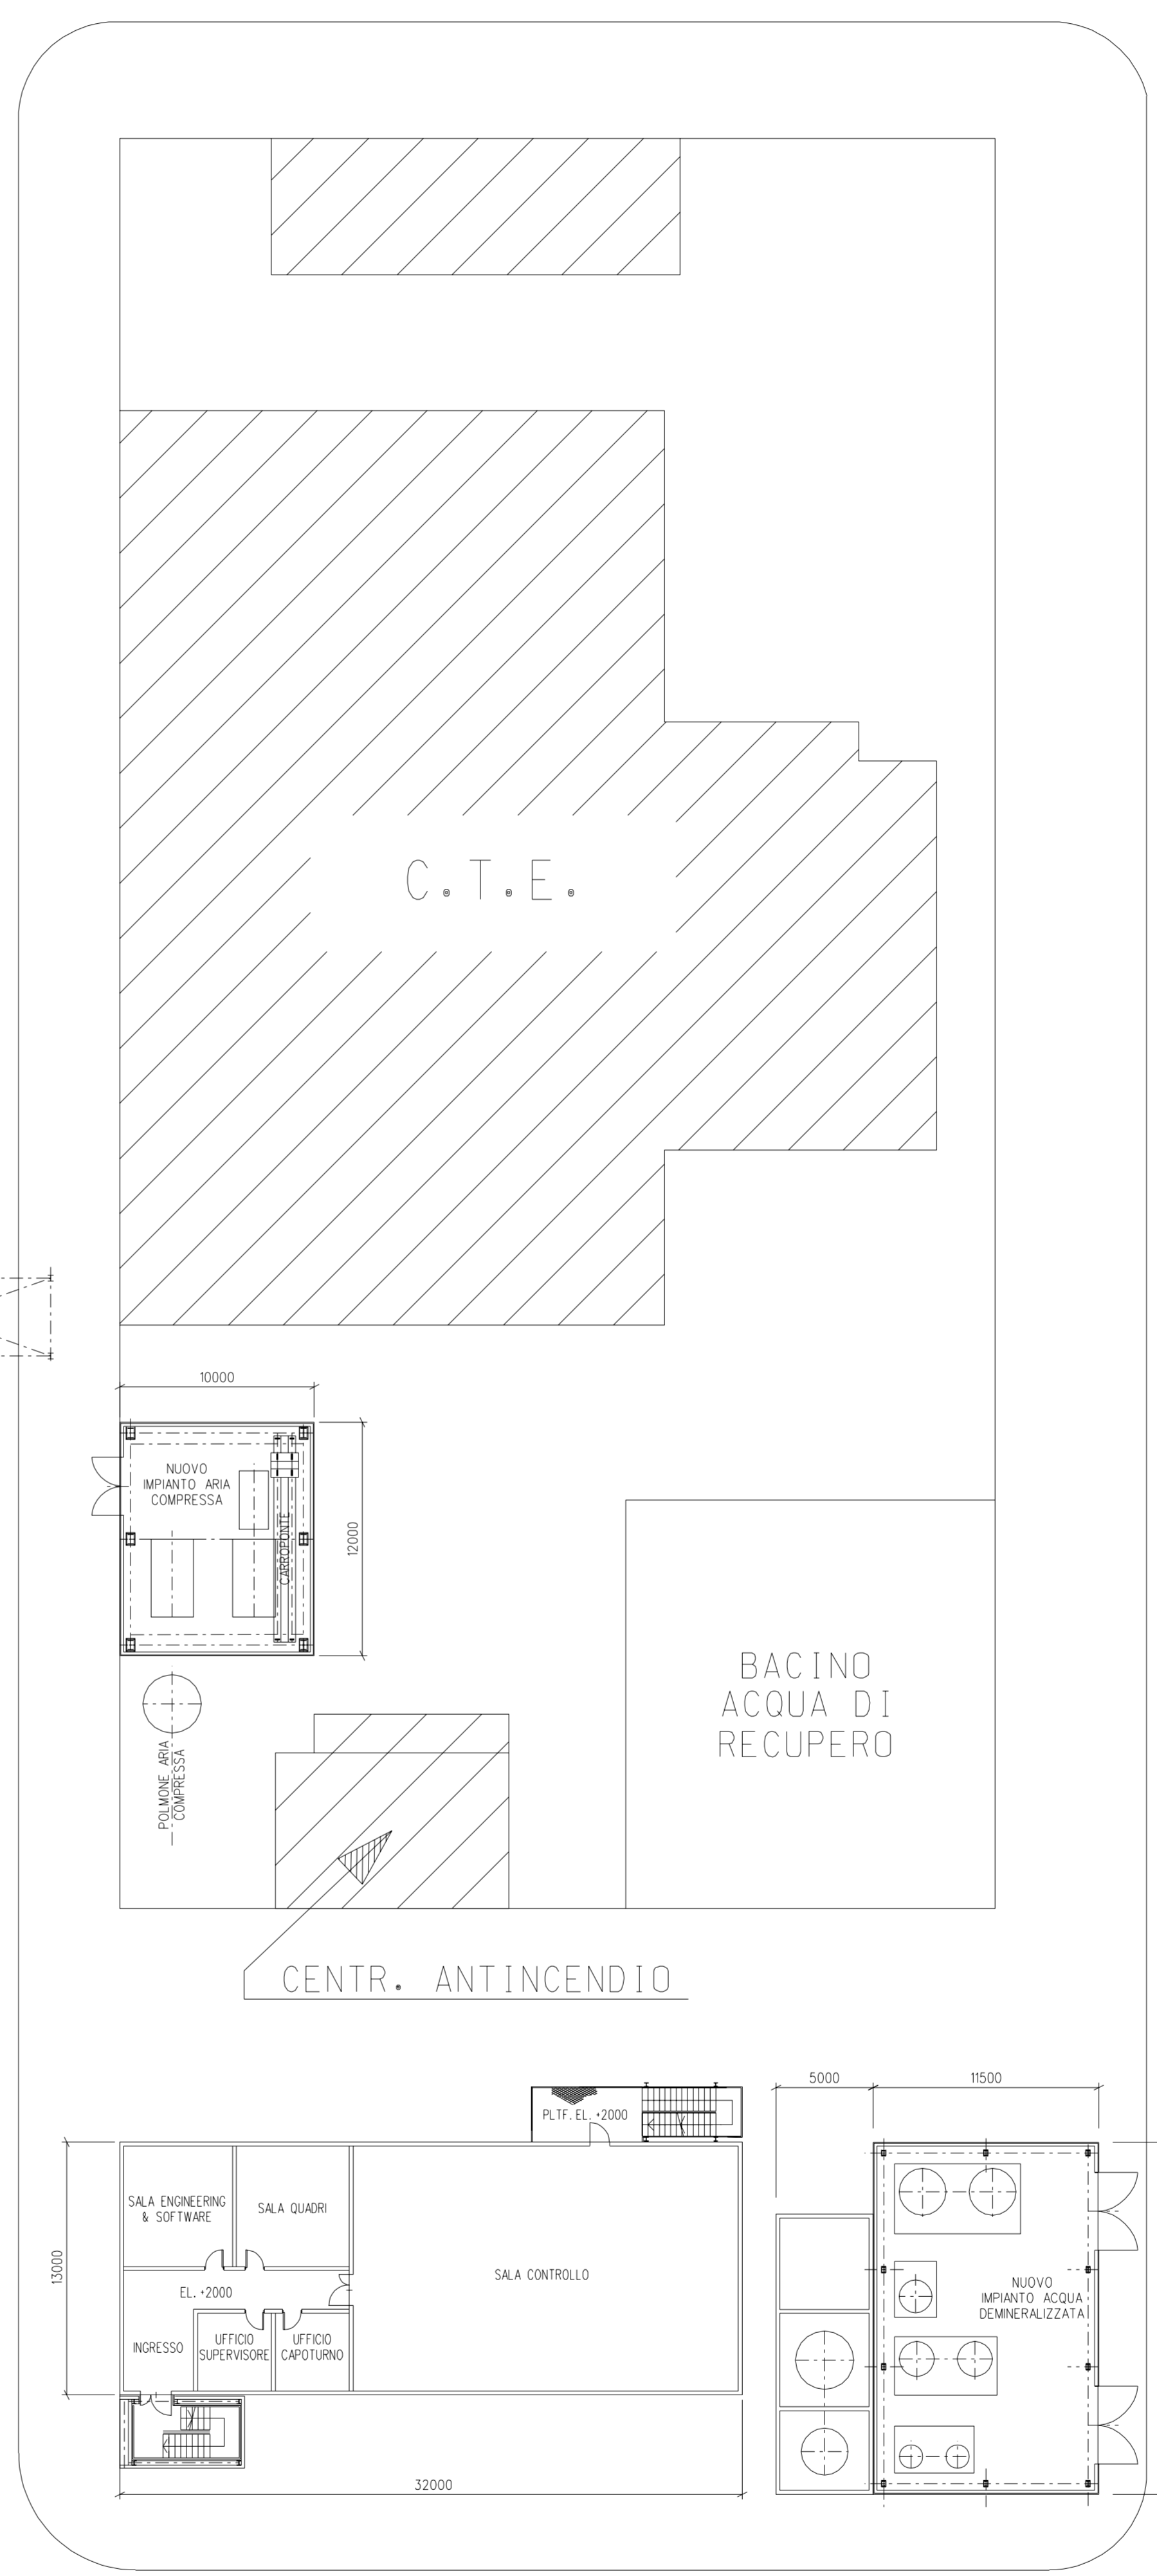 C.T.E.
10000
NUOVO
IMPIANTO ARIA
COMPRESSA
CARROPONTE
12000
BACINO
ACQUA DI
RECUPERO
POLMONE ARIA
COMPRESSA
CENTR. ANTINCENDIO
5000
11500
PLTF. EL. +2000
SALA ENGINEERING
& SOFTWARE
SALA QUADRI
13000
SALA CONTROLLO
EL. +2000
NUOVO
IMPIANTO ACQUA
DEMINERALIZZATA
INGRESSO
UFFICIO
SUPERVISORE
UFFICIO
CAPOTURNO
32000